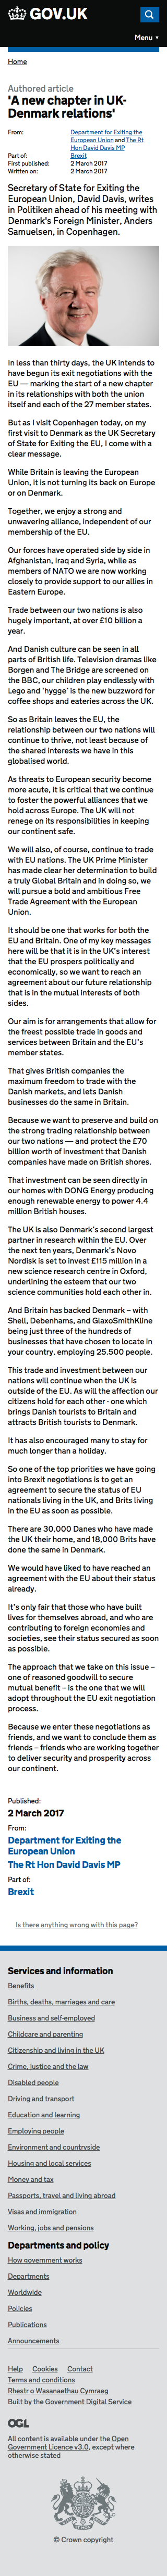 GOV.UK
Menu ▼
Home
Authored article
'A new chapter in UK-
Denmark relations'
From:
Department for Exiting the
European Union and The Rt
Hon David Davis MP
Part of:
Brexit
First published:
2 March 2017
Written on:
2 March 2017
Secretary of State for Exiting the
European Union, David Davis, writes
in Politiken ahead of his meeting with
Denmark's Foreign Minister, Anders
Samuelsen, in Copenhagen.
In less than thirty days, the UK intends to
have begun its exit negotiations with the
EU — marking the start of a new chapter
in its relationships with both the union
itself and each of the 27 member states.
But as I visit Copenhagen today, on my
first visit to Denmark as the UK Secretary
of State for Exiting the EU, I come with a
clear message.
While Britain is leaving the European
Union, it is not turning its back on Europe
or on Denmark.
Together, we enjoy a strong and
unwavering alliance, independent of our
membership of the EU.
Our forces have operated side by side in
Afghanistan, Iraq and Syria, while as
members of NATO we are now working
closely to provide support to our allies in
Eastern Europe.
Trade between our two nations is also
hugely important, at over £10 billion a
year.
And Danish culture can be seen in all
parts of British life. Television dramas like
Borgen and The Bridge are screened on
the BBC, our children play endlessly with
Lego and 'hygge' is the new buzzword for
coffee shops and eateries across the UK.
So as Britain leaves the EU, the
relationship between our two nations will
continue to thrive, not least because of
the shared interests we have in this
globalised world.
As threats to European security become
more acute, it is critical that we continue
to foster the powerful alliances that we
hold across Europe. The UK will not
renege on its responsibilities in keeping
our continent safe.
We will also, of course, continue to trade
with EU nations. The UK Prime Minister
has made clear her determination to build
a truly Global Britain and in doing so, we
will pursue a bold and ambitious Free
Trade Agreement with the European
Union.
It should be one that works for both the
EU and Britain. One of my key messages
here will be that it is in the UK's interest
that the EU prospers politically and
economically, so we want to reach an
agreement about our future relationship
that is in the mutual interests of both
sides.
Our aim is for arrangements that allow for
the freest possible trade in goods and
services between Britain and the EU's
member states.
That gives British companies the
maximum freedom to trade with the
Danish markets, and lets Danish
businesses do the same in Britain.
Because we want to preserve and build on
the strong trading relationship between
our two nations — and protect the £70
billion worth of investment that Danish
companies have made on British shores.
That investment can be seen directly in
our homes with DONG Energy producing
enough renewable energy to power 4.4
million British houses.
The UK is also Denmark's second largest
partner in research within the EU. Over
the next ten years, Denmark's Novo
Nordisk is set to invest £115 million in a
new science research centre in Oxford,
underlining the esteem that our two
science communities hold each other in.
And Britain has backed Denmark – with
Shell, Debenhams, and GlaxoSmithKline
being just three of the hundreds of
businesses that have chosen to locate in
your country, employing 25.500 people.
This trade and investment between our
nations will continue when the UK is
outside of the EU. As will the affection our
citizens hold for each other - one which
brings Danish tourists to Britain and
attracts British tourists to Denmark.
It has also encouraged many to stay for
much longer than a holiday.
So one of the top priorities we have going
into Brexit negotiations is to get an
agreement to secure the status of EU
nationals living in the UK, and Brits living
in the EU as soon as possible.
There are 30,000 Danes who have made
the UK their home, and 18,000 Brits have
done the same in Denmark.
We would have liked to have reached an
agreement with the EU about their status
already.
It's only fair that those who have built
lives for themselves abroad, and who are
contributing to foreign economies and
societies, see their status secured as soon
as possible.
The approach that we take on this issue –
one of reasoned goodwill to secure
mutual benefit – is the one that we will
adopt throughout the EU exit negotiation
process.
Because we enter these negotiations as
friends, and we want to conclude them as
friends – friends who are working together
to deliver security and prosperity across
our continent.
Published:
2 March 2017
From:
Department for Exiting the
European Union
The Rt Hon David Davis MP
Part of:
Brexit
Is there anything wrong with this page?
Services and information
Benefits
Births, deaths, marriages and care
Business and self-employed
Childcare and parenting
Citizenship and living in the UK
Crime, justice and the law
Disabled people
Driving and transport
Education and learning
Employing people
Environment and countryside
Housing and local services
Money and tax
Passports, travel and living abroad
Visas and immigration
Working, jobs and pensions
Departments and policy
How government works
Departments
Worldwide
Policies
Publications
Announcements
Help Cookies Contact
Terms and conditions
Rhestr o Wasanaethau Cymraeg
Built by the Government Digital Service
OGL
All content is available under the Open
Government Licence v3.0, except where
otherwise stated
© Crown copyright